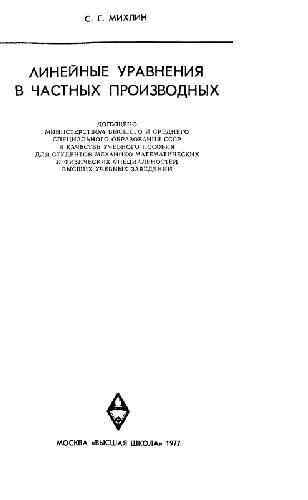 С. Г. МИХЛИН
ЛИНЕЙНЫЕ УРАВНЕНИЯ
В ЧАСТНЫХ ПРОИЗВОДНЫХ
ДОПУЩЕНО
МИНИСТЕРСТВОМ ВЫСШЕГО И СРЕДНЕГО
СПЕЦИАЛЬНОГО ОБРАЗОВАНИЯ СССР
В КАЧЕСТВЕ УЧЕБНОГО ПОСОБИЯ
ДЛЯ СТУДЕНТОВ МЕХАНИКО МАТЕМАТИЧЕСКИХ
И ФИЗИЧЕСКИХ СПЕЦИАЛЬНОСТЕЙ
ВЫСШИХ УЧЕБНЫХ ЗАВЕДЕНИЙ
МОСКВА «ВЫСШАЯ ШКОЛА» 1977